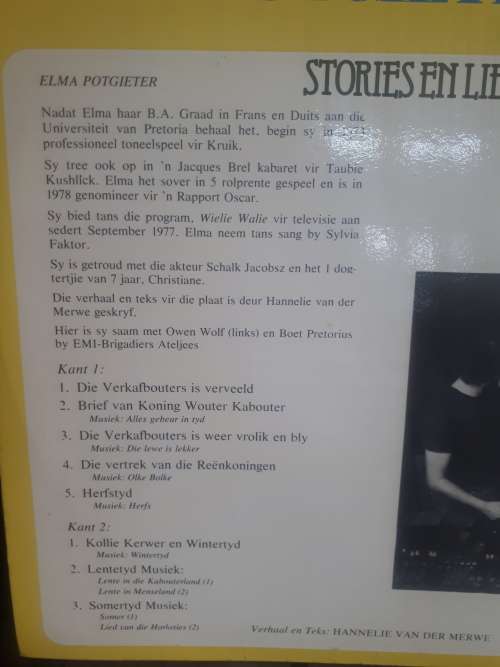 STORIES EN LIE
ELMA POTGIETER
Nadat Elma haar B.A. Graad in Frans en Duits aan die
Universiteit van Pretoria behaal het, begin sy in
professioneel toneelspeel vir Kruik.
Sy tree ook op in 'n Jacques Brel kabaret vir Taubie
Kushlick. Elma het sover in 5 rolprente gespeel en is in
1978 genomineer vir 'n Rapport Oscar.
Sy bied tans die program, Wielie Walie vir televisie aan
sedert September 1977. Elma neem tans sang by Sylvia
Faktor.
Sy is getroud met die akteur Schalk Jacobsz en het 1 dog-
tertjie van 7 jaar, Christiane.
Die verhaal en teks vir die plaat is deur Hannelie van der
Merwe geskryf.
Hier is sy saam met Owen Wolf (links) en Boet Pretorius
by EMI-Brigadiers Ateljees
Kant 1:
1. Die Verkafbouters is verveeld
2. Brief van Koning Wouter Kabouter
Musiek: Alles gebeur in tyd
3. Die Verkafbouters is weer vrolik en bly
Musiek: Die lewe is lekker
4. Die vertrek van die Reënkoningen
Musiek: Olke Bolke
5. Herfstyd
Musiek: Herfs
Kant 2:
1. Kollie Kerwer en Wintertyd
Musiek: Wintertyd
2. Lentetyd Musiek:
Lente in die Kabouterland (1)
Lente in Menseland (2)
3. Somertyd Musiek:
Somer (1)
Lied van die Horlosies (2)
Verhaal en Teks: HANNELIE VAN DER MERWE